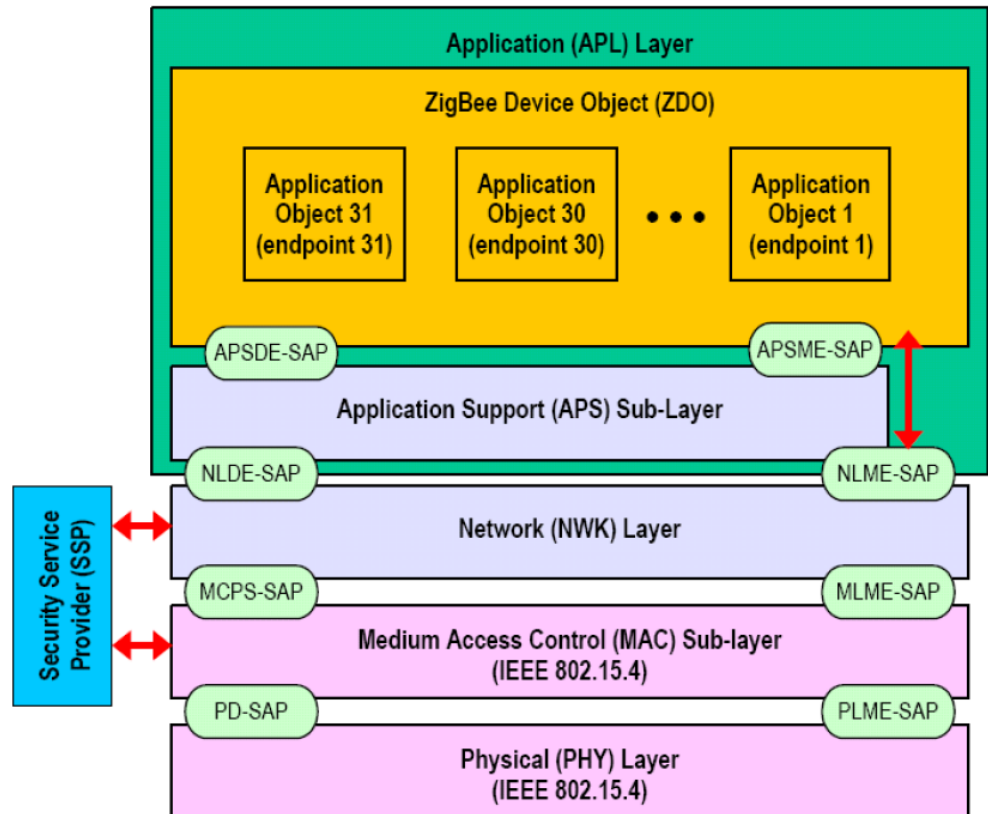 Application (APL) Layer
ZigBee Device Object (ZDO)
Application
Object 31
(endpoint 31)
Application
Object 30
(endpoint 30)
•••
Application
Object 1
(endpoint 1)
APSDE-SAP
APSME-SAP
Application Support (APS) Sub-Layer
NLDE-SAP
NLME-SAP
Security Service
Provider (SSP)
Network (NWK) Layer
MCPS-SAP
MLME-SAP
Medium Access Control (MAC) Sub-layer
(IEEE 802.15.4)
PD-SAP
PLME-SAP
Physical (PHY) Layer
(IEEE 802.15.4)